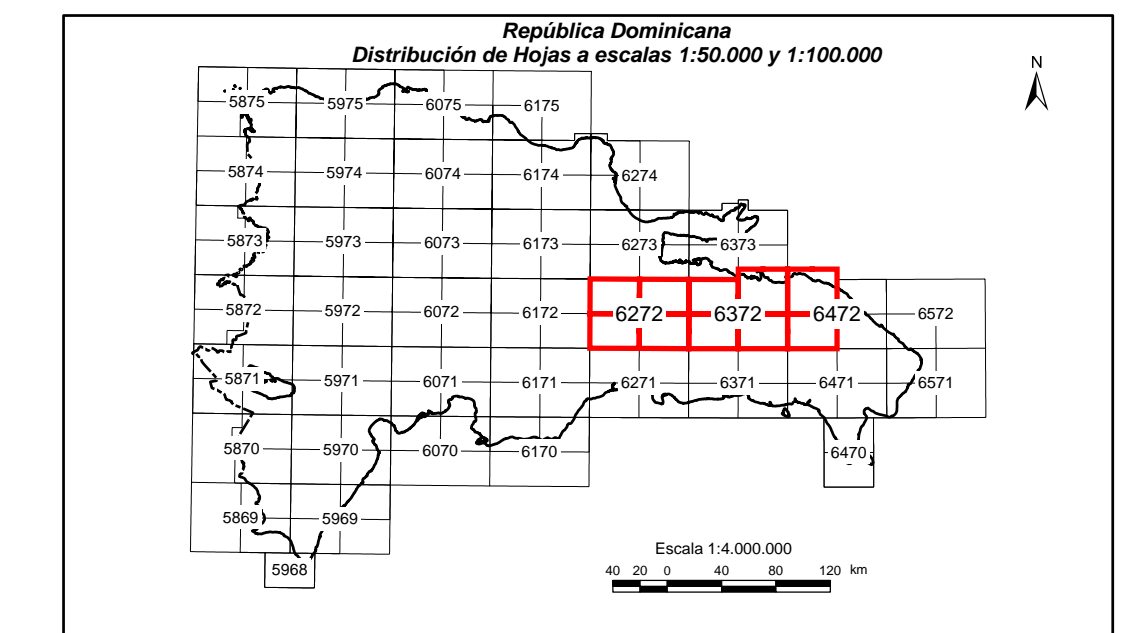 República Dominicana
Distribución de Hojas a escalas 1:50.000 y 1:100.000
N
5875 5975 6075 6175
5874 5974 6074 6174 6274
5873 5973 6073 6173 6273 6373
5872 5972 6072 6172 6272 6372 6472 6572
5871 5971 6071 6171 6271 6371 6471 6571
5870 5970 6070 6170 6470
5869 5969
5968
Escala 1:4.000.000
40 20 0 40 80 120 km